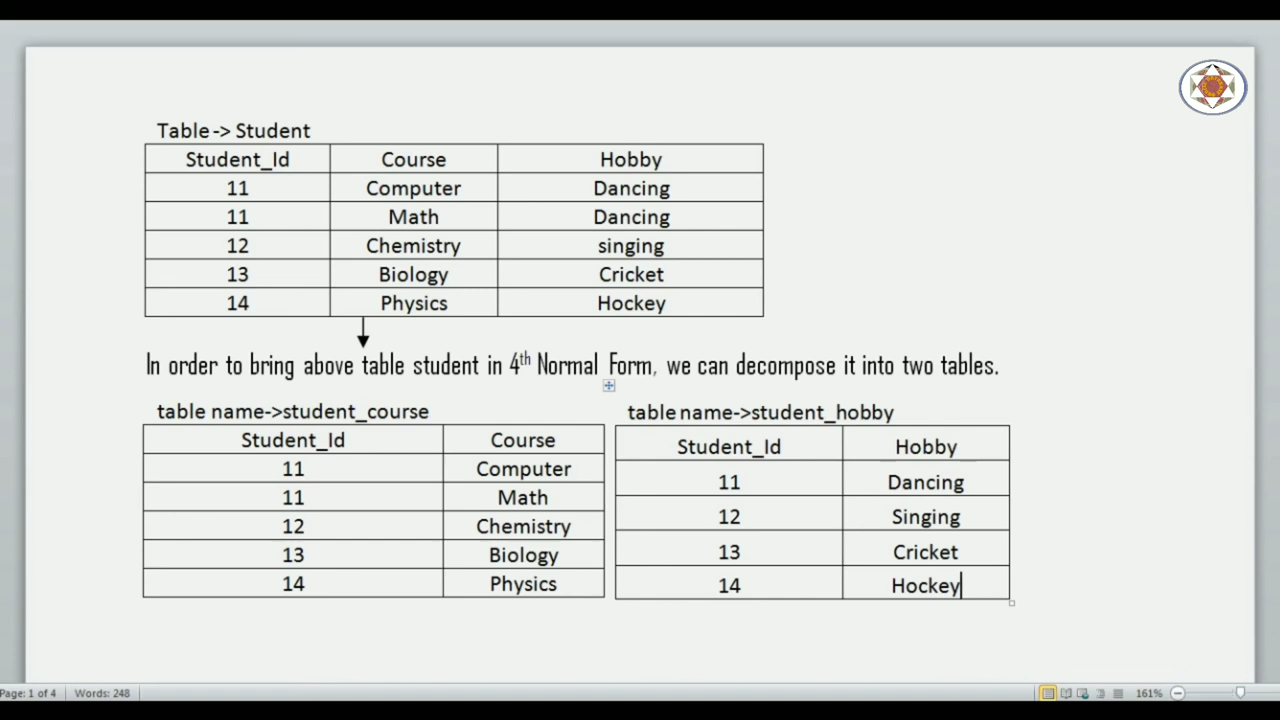 Table -> Student
Student_Id Course Hobby
11 Computer Dancing
11 Math Dancing
12 Chemistry singing
13 Biology Cricket
14 Physics Hockey
In order to bring above table student in 4th Normal Form, we can decompose it into two tables.
table name->student_course
Student_Id Course
11 Computer
11 Math
12 Chemistry
13 Biology
14 Physics
table name->student_hobby
Student_Id Hobby
11 Dancing
12 Singing
13 Cricket
14 Hockey
Page: 1 of 4 Words: 248 161%